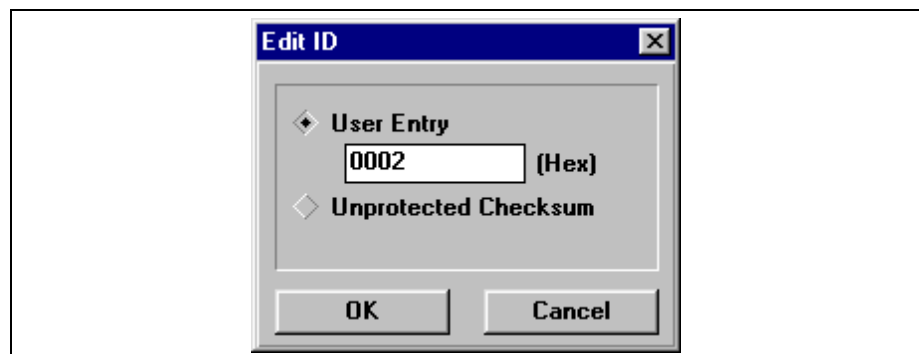 Edit ID
User Entry
0002 (Hex)
Unprotected Checksum
OK Cancel